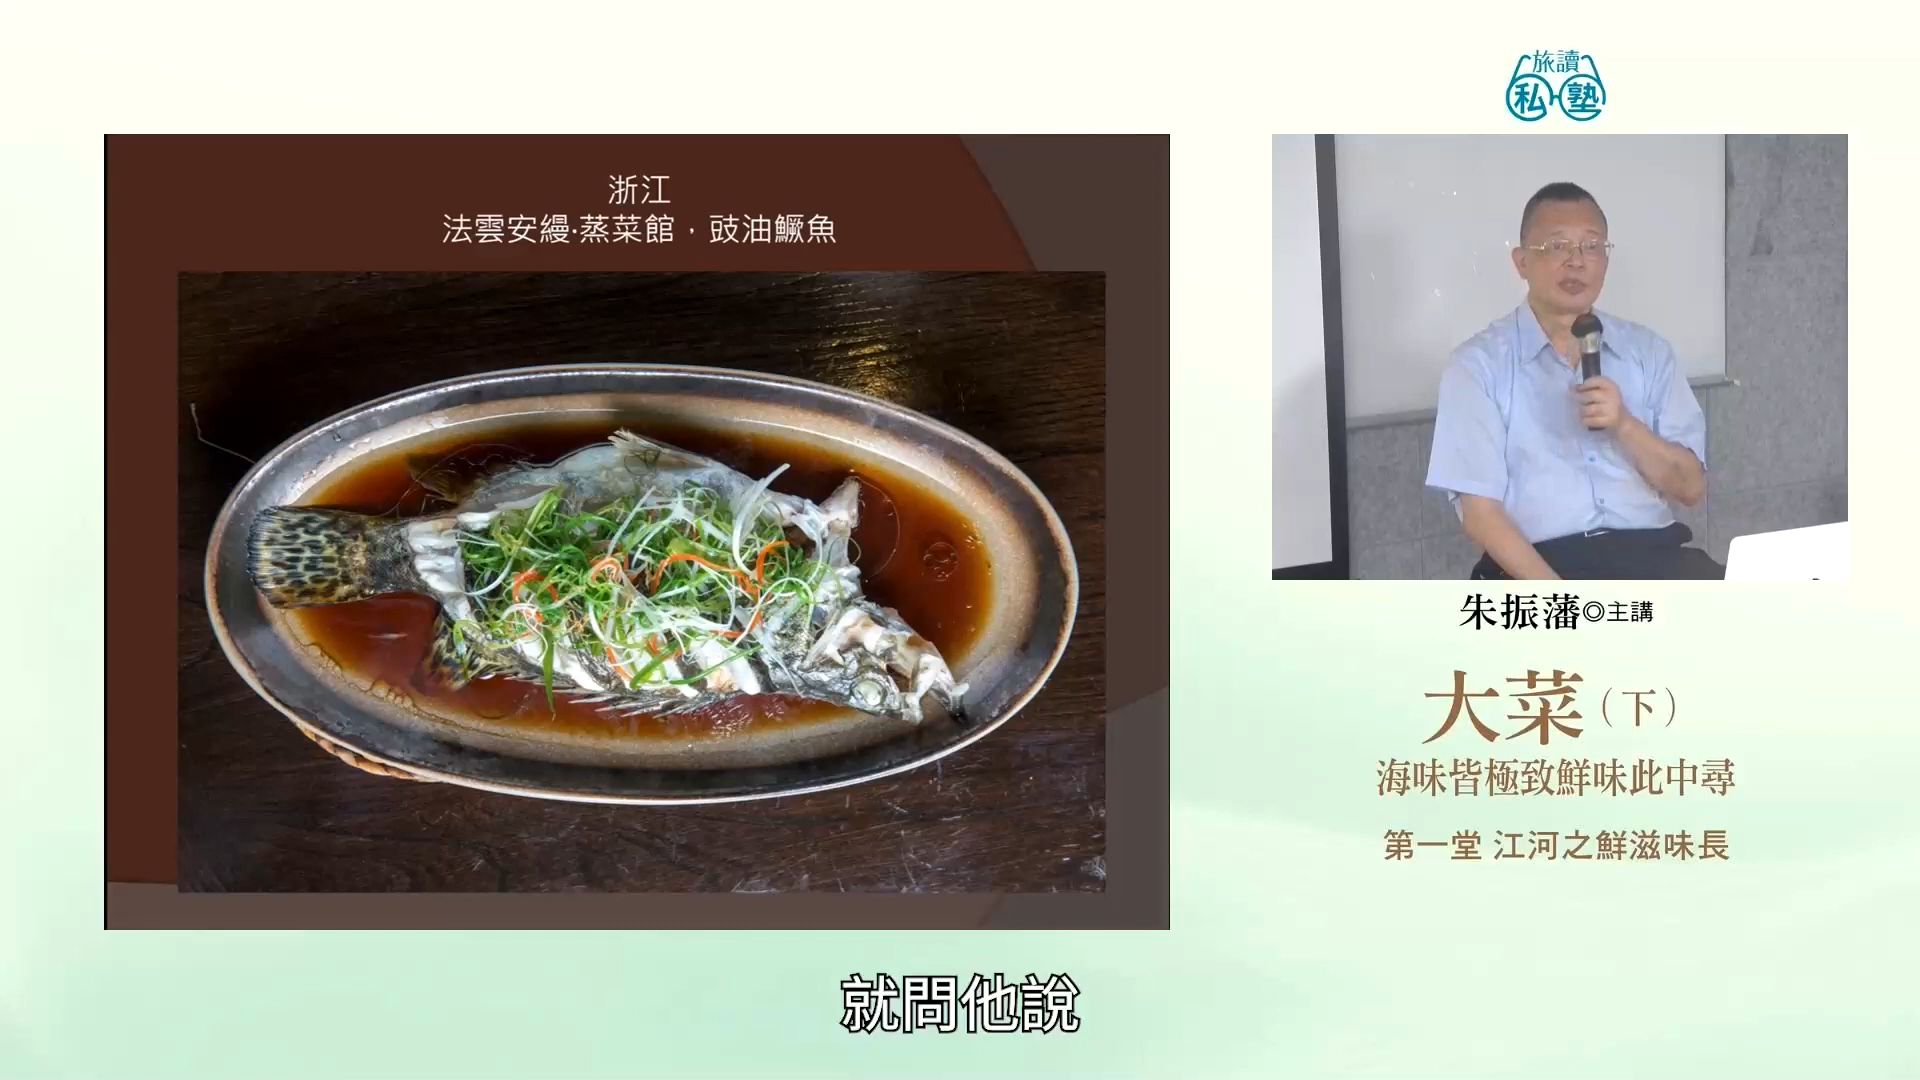 旅讀
私塾
浙江
法雲安縵·蒸菜館，豉油鱖魚
朱振藩◎主講
大菜（下）
海味皆極致鮮味此中尋
第一堂 江河之鮮滋味長
就問他說